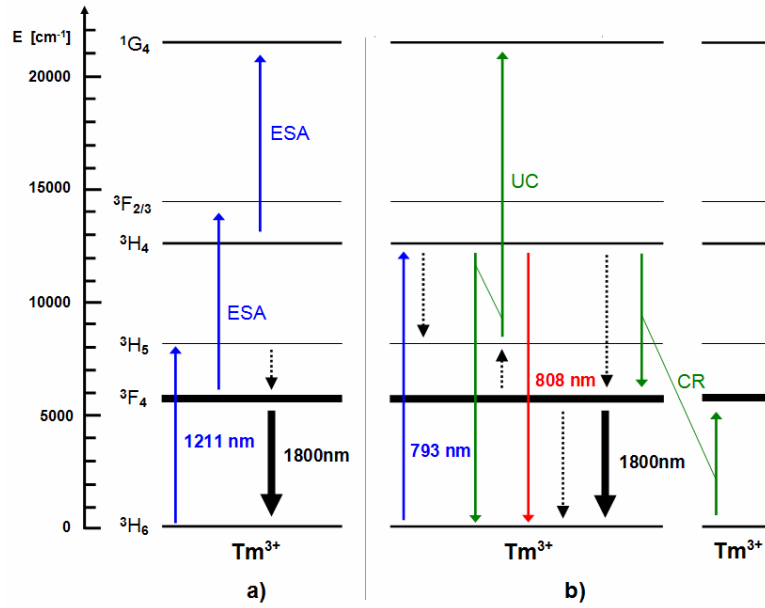 E [cm⁻¹]
20000
15000
10000
5000
0
¹G₄
³F₂/₃
³H₄
³H₅
³F₄
³H₆
ESA
ESA
1211 nm
1800nm
Tm³⁺
a)
UC
808 nm
793 nm
1800nm
CR
Tm³⁺
Tm³⁺
b)